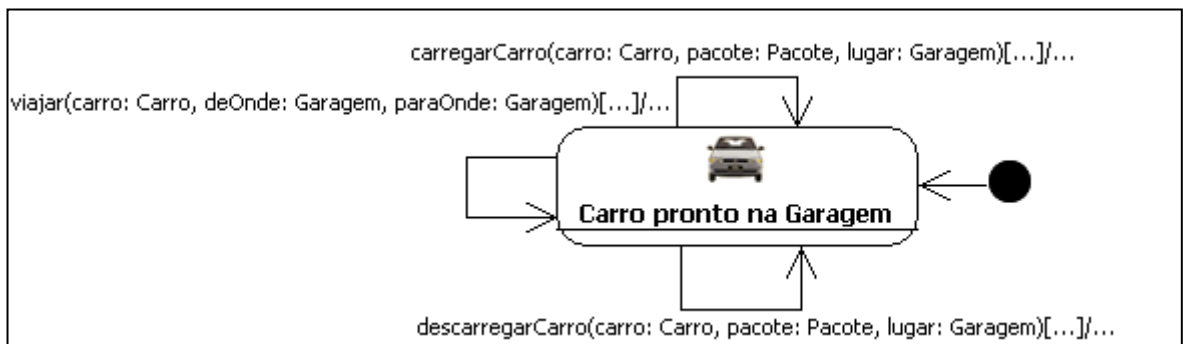 carregarCarro(carro: Carro, pacote: Pacote, lugar: Garagem)[...]/...
viajar(carro: Carro, deOnde: Garagem, paraOnde: Garagem)[...]/...
Carro pronto na Garagem
descarregarCarro(carro: Carro, pacote: Pacote, lugar: Garagem)[...]/...